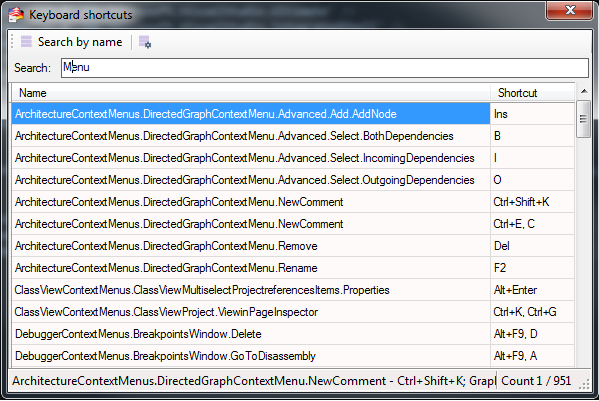 Keyboard shortcuts
Search by name
Search: Menu
Name Shortcut
ArchitectureContextMenus.DirectedGraphContextMenu.Advanced.Add.AddNode Ins
ArchitectureContextMenus.DirectedGraphContextMenu.Advanced.Select.BothDependencies B
ArchitectureContextMenus.DirectedGraphContextMenu.Advanced.Select.IncomingDependencies I
ArchitectureContextMenus.DirectedGraphContextMenu.Advanced.Select.OutgoingDependencies O
ArchitectureContextMenus.DirectedGraphContextMenu.NewComment Ctrl+Shift+K
ArchitectureContextMenus.DirectedGraphContextMenu.NewComment Ctrl+E, C
ArchitectureContextMenus.DirectedGraphContextMenu.Remove Del
ArchitectureContextMenus.DirectedGraphContextMenu.Rename F2
ClassViewContextMenus.ClassViewMultiselectProjectreferencesItems.Properties Alt+Enter
ClassViewContextMenus.ClassViewProject.ViewinPageInspector Ctrl+K, Ctrl+G
DebuggerContextMenus.BreakpointsWindow.Delete Alt+F9, D
DebuggerContextMenus.BreakpointsWindow.GoToDisassembly Alt+F9, A
ArchitectureContextMenus.DirectedGraphContextMenu.NewComment - Ctrl+Shift+K; Grapl Count 1 / 951